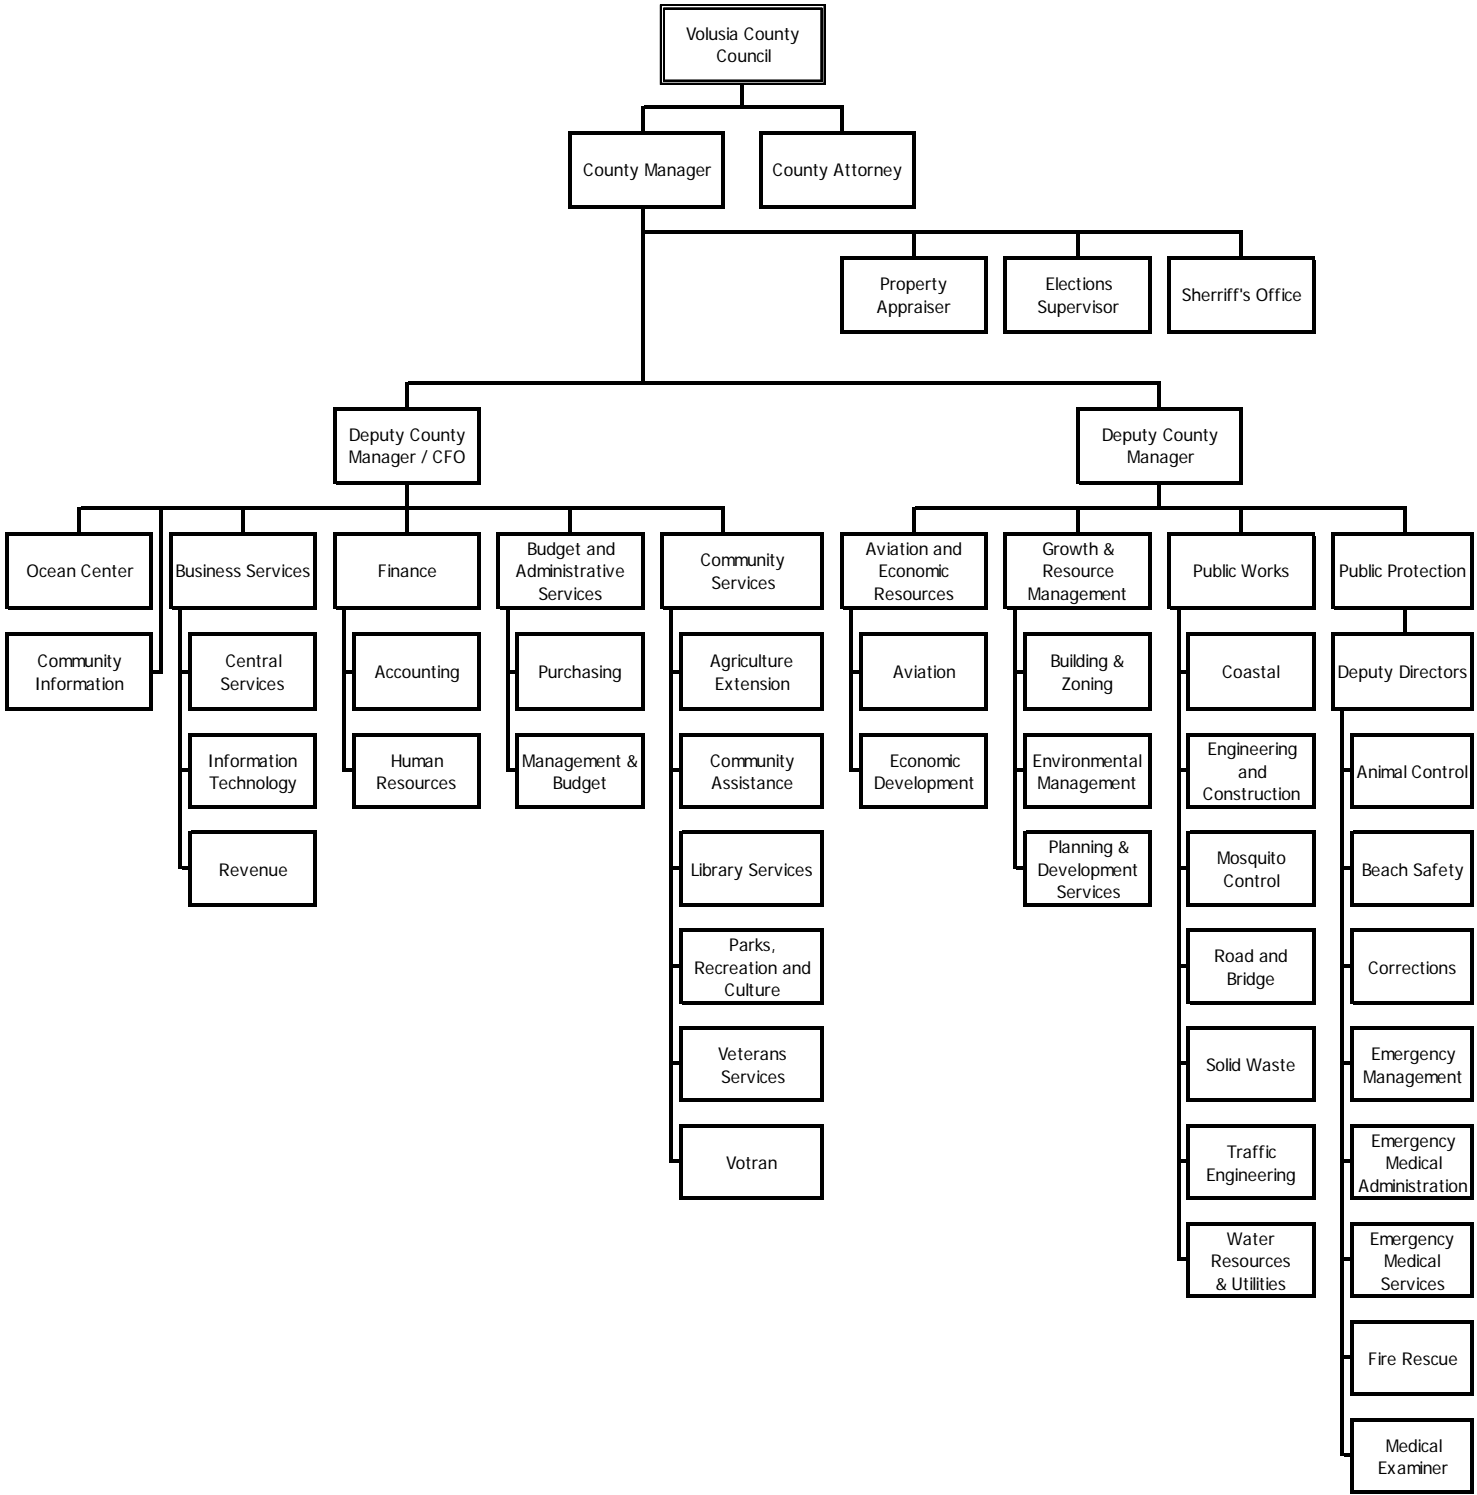 Volusia County
Council
County Manager
County Attorney
Property
Appraiser
Elections
Supervisor
Sherriff's Office
Deputy County
Manager / CFO
Deputy County
Manager
Ocean Center
Community
Information
Business Services
Central
Services
Information
Technology
Revenue
Finance
Accounting
Human
Resources
Budget and
Administrative
Services
Purchasing
Management &
Budget
Community
Services
Agriculture
Extension
Community
Assistance
Library Services
Parks,
Recreation and
Culture
Veterans
Services
Votran
Aviation and
Economic
Resources
Aviation
Economic
Development
Growth &
Resource
Management
Building &
Zoning
Environmental
Management
Planning &
Development
Services
Public Works
Coastal
Engineering
and
Construction
Mosquito
Control
Road and
Bridge
Solid Waste
Traffic
Engineering
Water
Resources
& Utilities
Public Protection
Deputy Directors
Animal Control
Beach Safety
Corrections
Emergency
Management
Emergency
Medical
Administration
Emergency
Medical
Services
Fire Rescue
Medical
Examiner